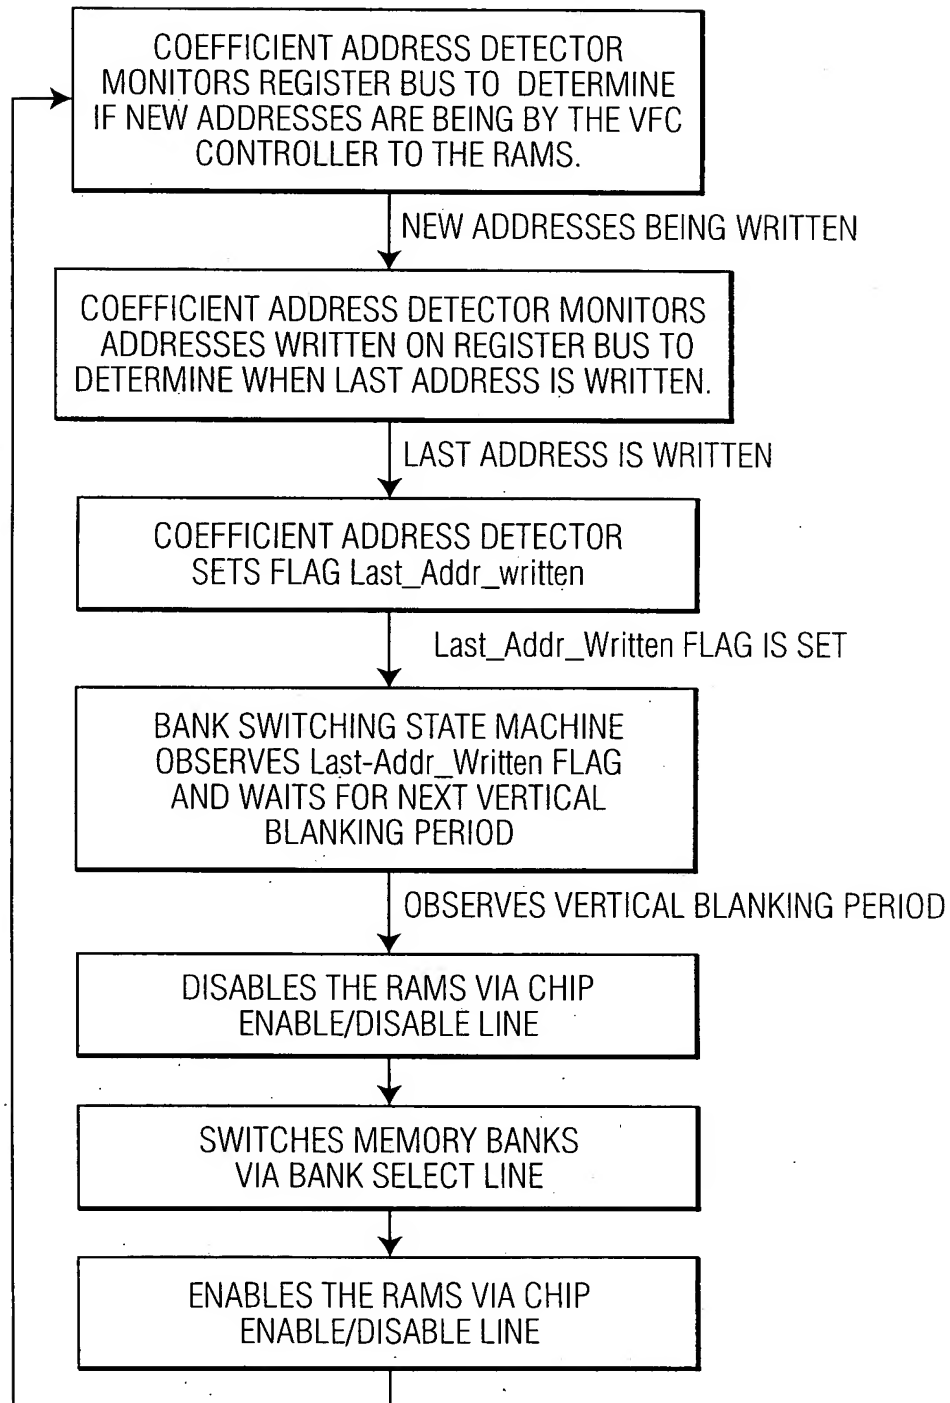 COEFFICIENT ADDRESS DETECTOR
MONITORS REGISTER BUS TO DETERMINE
IF NEW ADDRESSES ARE BEING BY THE VFC
CONTROLLER TO THE RAMS.
NEW ADDRESSES BEING WRITTEN
COEFFICIENT ADDRESS DETECTOR MONITORS
ADDRESSES WRITTEN ON REGISTER BUS TO
DETERMINE WHEN LAST ADDRESS IS WRITTEN.
LAST ADDRESS IS WRITTEN
COEFFICIENT ADDRESS DETECTOR
SETS FLAG Last_Addr_written
Last_Addr_Written FLAG IS SET
BANK SWITCHING STATE MACHINE
OBSERVES Last-Addr_Written FLAG
AND WAITS FOR NEXT VERTICAL
BLANKING PERIOD
OBSERVES VERTICAL BLANKING PERIOD
DISABLES THE RAMS VIA CHIP
ENABLE/DISABLE LINE
SWITCHES MEMORY BANKS
VIA BANK SELECT LINE
ENABLES THE RAMS VIA CHIP
ENABLE/DISABLE LINE